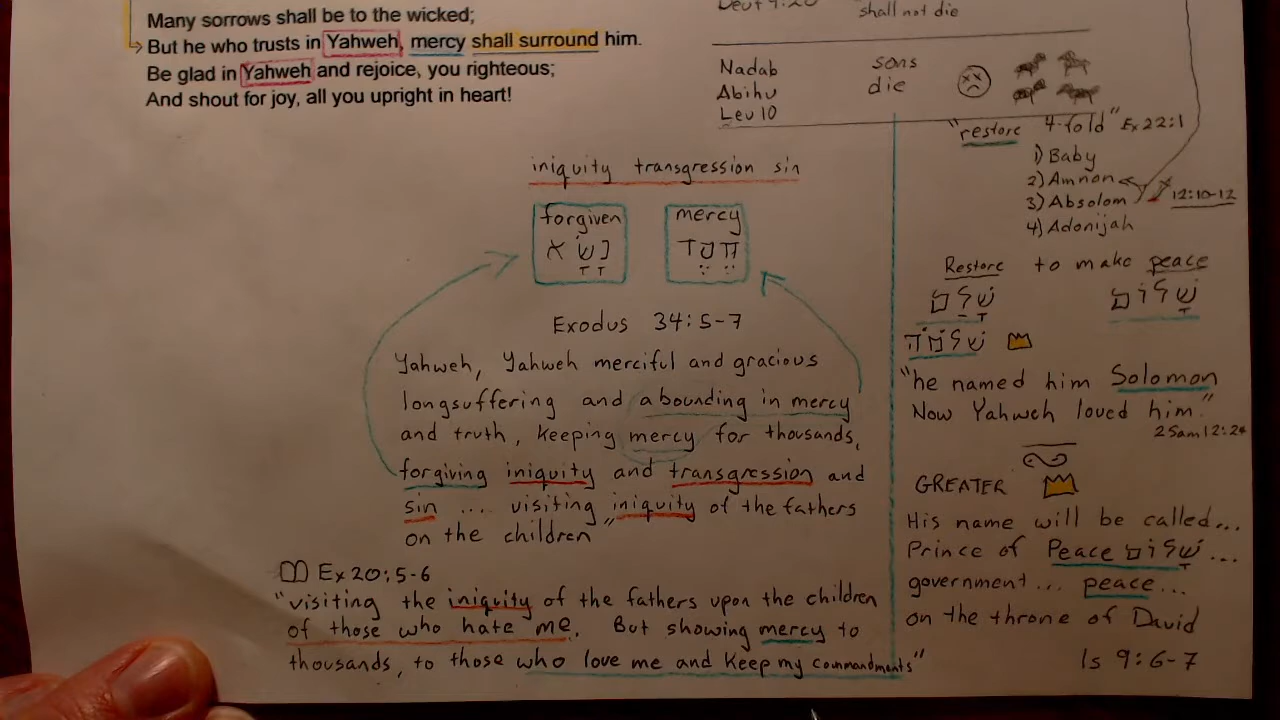 Many sorrows shall be to the wicked;
But he who trusts in Yahweh, mercy shall surround him.
Be glad in Yahweh and rejoice, you righteous;
And shout for joy, all you upright in heart!
shall not die
Nadab
Abihu
Lev 10
sons
die
"restore 4-fold" Ex 22:1
1) Baby
2) Amnon
3) Absolom
4) Adonijah
12:10-12
iniquity transgression sin
forgiven
נָשָׂא
mercy
חֶסֶד
Exodus 34:5-7
Yahweh, Yahweh merciful and gracious
longsuffering and abounding in mercy
and truth, keeping mercy for thousands,
forgiving iniquity and transgression and
sin ... visiting iniquity of the fathers
on the children"
Ex 20:5-6
"visiting the iniquity of the fathers upon the children
of those who hate me. But showing mercy to
thousands, to those who love me and keep my commandments"
Restore to make peace
שָׁלַם
שָׁלוֹם
שלמה
"he named him Solomon
Now Yahweh loved him."
2 Sam 12:24
GREATER
His name will be called...
Prince of Peace שָׁלוֹם ...
government... peace...
on the throne of David
Is 9:6-7